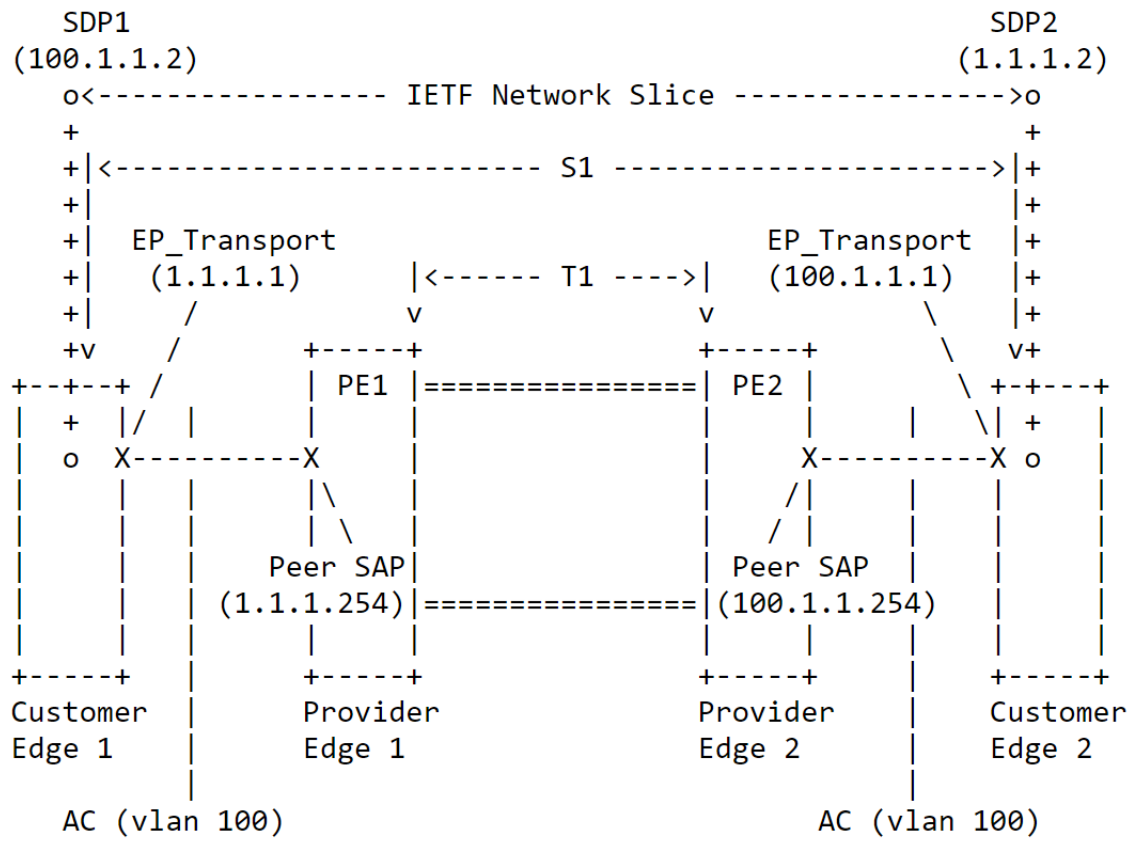 SDP1 SDP2
(100.1.1.2) (1.1.1.2)
o<----------------- IETF Network Slice ---------------->o
+ +
+|<------------------------- S1 ---------------------->|+
+| |+
+| EP_Transport EP_Transport |+
+| (1.1.1.1) |<------ T1 ---->| (100.1.1.1) |+
+| / v v \ |+
+v / +-----+ +-----+ \ v+
+--+--+ / | PE1 |================| PE2 | \ +-+---+
| + |/ | | | | | | \| + |
| o X----------X | | X----------X o |
| | | |\ | | /| | | |
| | | | \ | | / | | | |
| | | Peer SAP| | Peer SAP | | |
| | | (1.1.1.254)|================|(100.1.1.254) | |
| | | | | | | | | |
+-----+ | +-----+ +-----+ | +-----+
Customer | Provider Provider | Customer
Edge 1 | Edge 1 Edge 2 | Edge 2
| |
AC (vlan 100) AC (vlan 100)